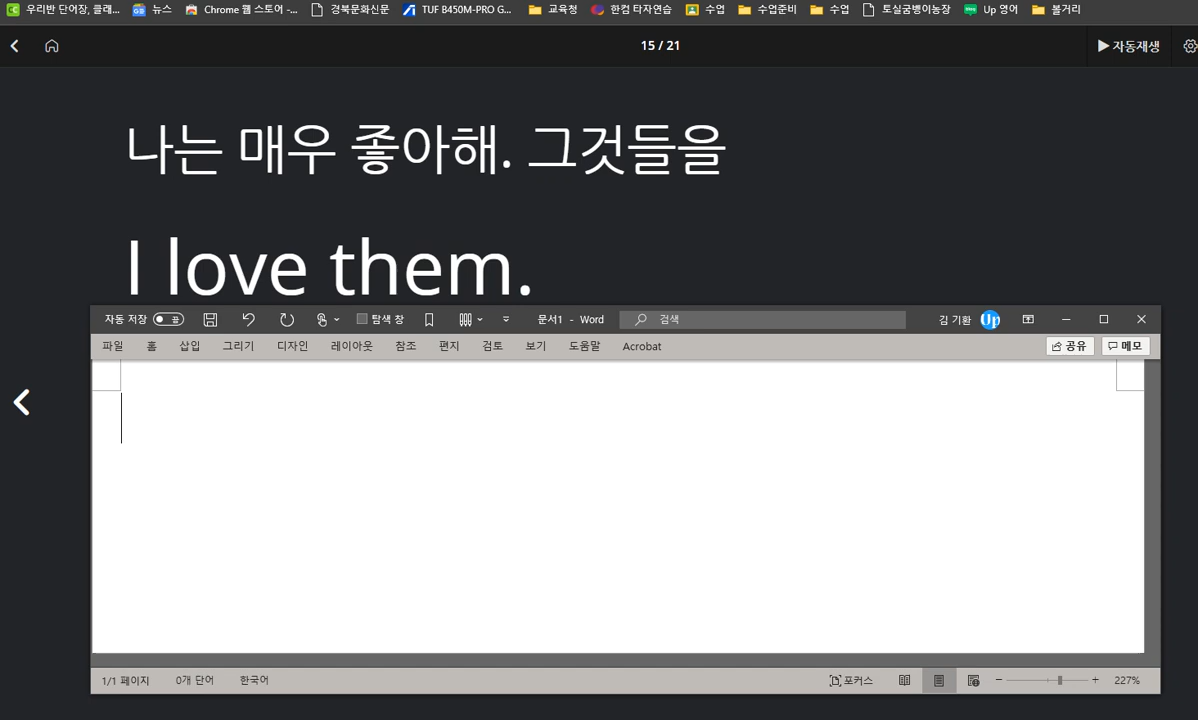 우리반 단어장, 클래... 뉴스 Chrome 웹 스토어 -... 경북문화신문 TUF B450M-PRO G... 교육청 한컴 타자연습 수업 수업준비 수업 토실굼벵이농장 Up 영어 볼거리
15 / 21 자동재생
나는 매우 좋아해. 그것들을
I love them.
자동 저장 끔 탐색 창 문서1 - Word 검색 김 기환 Up
파일 홈 삽입 그리기 디자인 레이아웃 참조 편지 검토 보기 도움말 Acrobat 공유 메모
1/1 페이지 0개 단어 한국어 포커스 227%